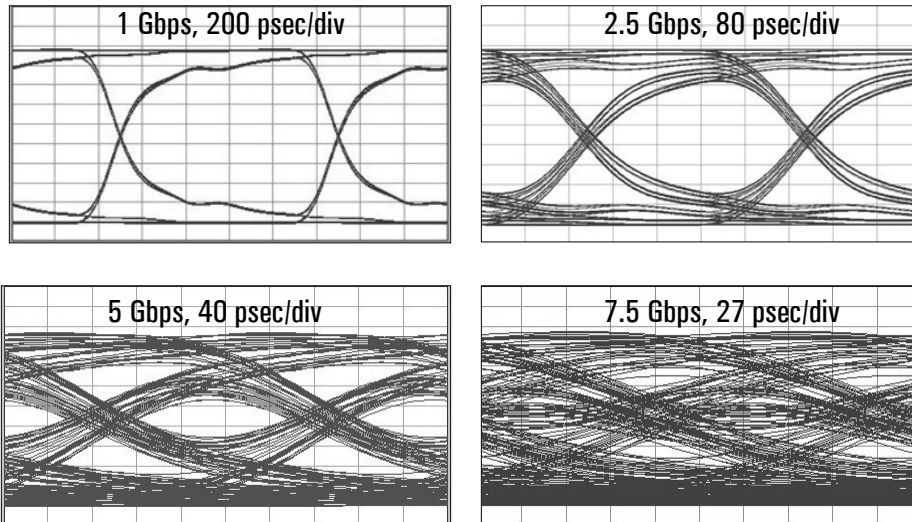 1 Gbps, 200 psec/div
2.5 Gbps, 80 psec/div
5 Gbps, 40 psec/div
7.5 Gbps, 27 psec/div